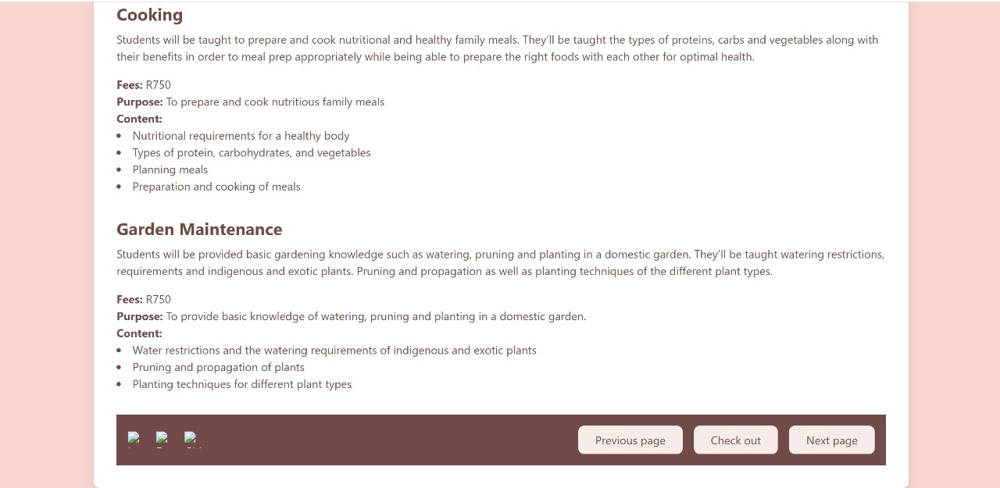 Cooking
Students will be taught to prepare and cook nutritional and healthy family meals. They'll be taught the types of proteins, carbs and vegetables along with
their benefits in order to meal prep appropriately while being able to prepare the right foods with each other for optimal health.
Fees: R750
Purpose: To prepare and cook nutritious family meals
Content:
• Nutritional requirements for a healthy body
• Types of protein, carbohydrates, and vegetables
• Planning meals
• Preparation and cooking of meals
Garden Maintenance
Students will be provided basic gardening knowledge such as watering, pruning and planting in a domestic garden. They'll be taught watering restrictions,
requirements and indigenous and exotic plants. Pruning and propagation as well as planting techniques of the different plant types.
Fees: R750
Purpose: To provide basic knowledge of watering, pruning and planting in a domestic garden.
Content:
• Water restrictions and the watering requirements of indigenous and exotic plants
• Pruning and propagation of plants
• Planting techniques for different plant types
Previous page Check out Next page